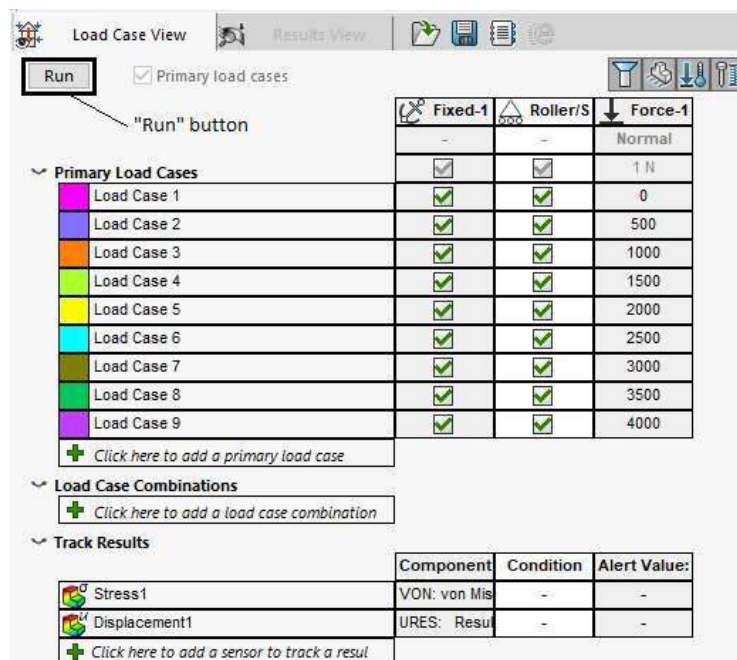 Load Case View Results View
Run Primary load cases
"Run" button
Fixed-1 Roller/S Force-1
- - Normal
Primary Load Cases 1 N
Load Case 1 0
Load Case 2 500
Load Case 3 1000
Load Case 4 1500
Load Case 5 2000
Load Case 6 2500
Load Case 7 3000
Load Case 8 3500
Load Case 9 4000
Click here to add a primary load case
Load Case Combinations
Click here to add a load case combination
Track Results
Component Condition Alert Value:
Stress1 VON: von Mis - -
Displacement1 URES: Resul - -
Click here to add a sensor to track a resul